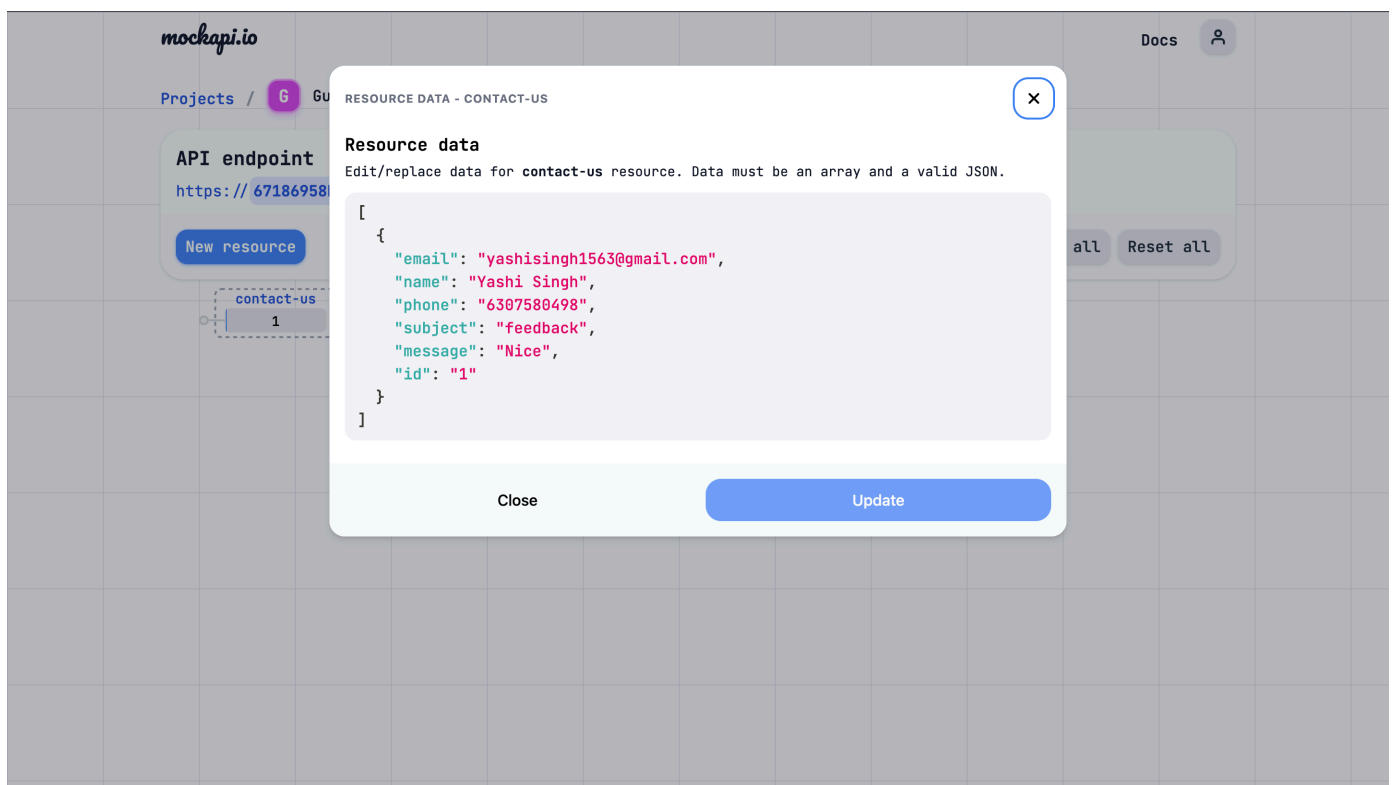 mockapi.io
Docs
Projects / G Gu
RESOURCE DATA - CONTACT-US
Resource data
Edit/replace data for contact-us resource. Data must be an array and a valid JSON.
API endpoint
https://67186958
New resource
all
Reset all
contact-us
1
[
{
"email": "yashisingh1563@gmail.com",
"name": "Yashi Singh",
"phone": "6307580498",
"subject": "feedback",
"message": "Nice",
"id": "1"
}
]
Close
Update